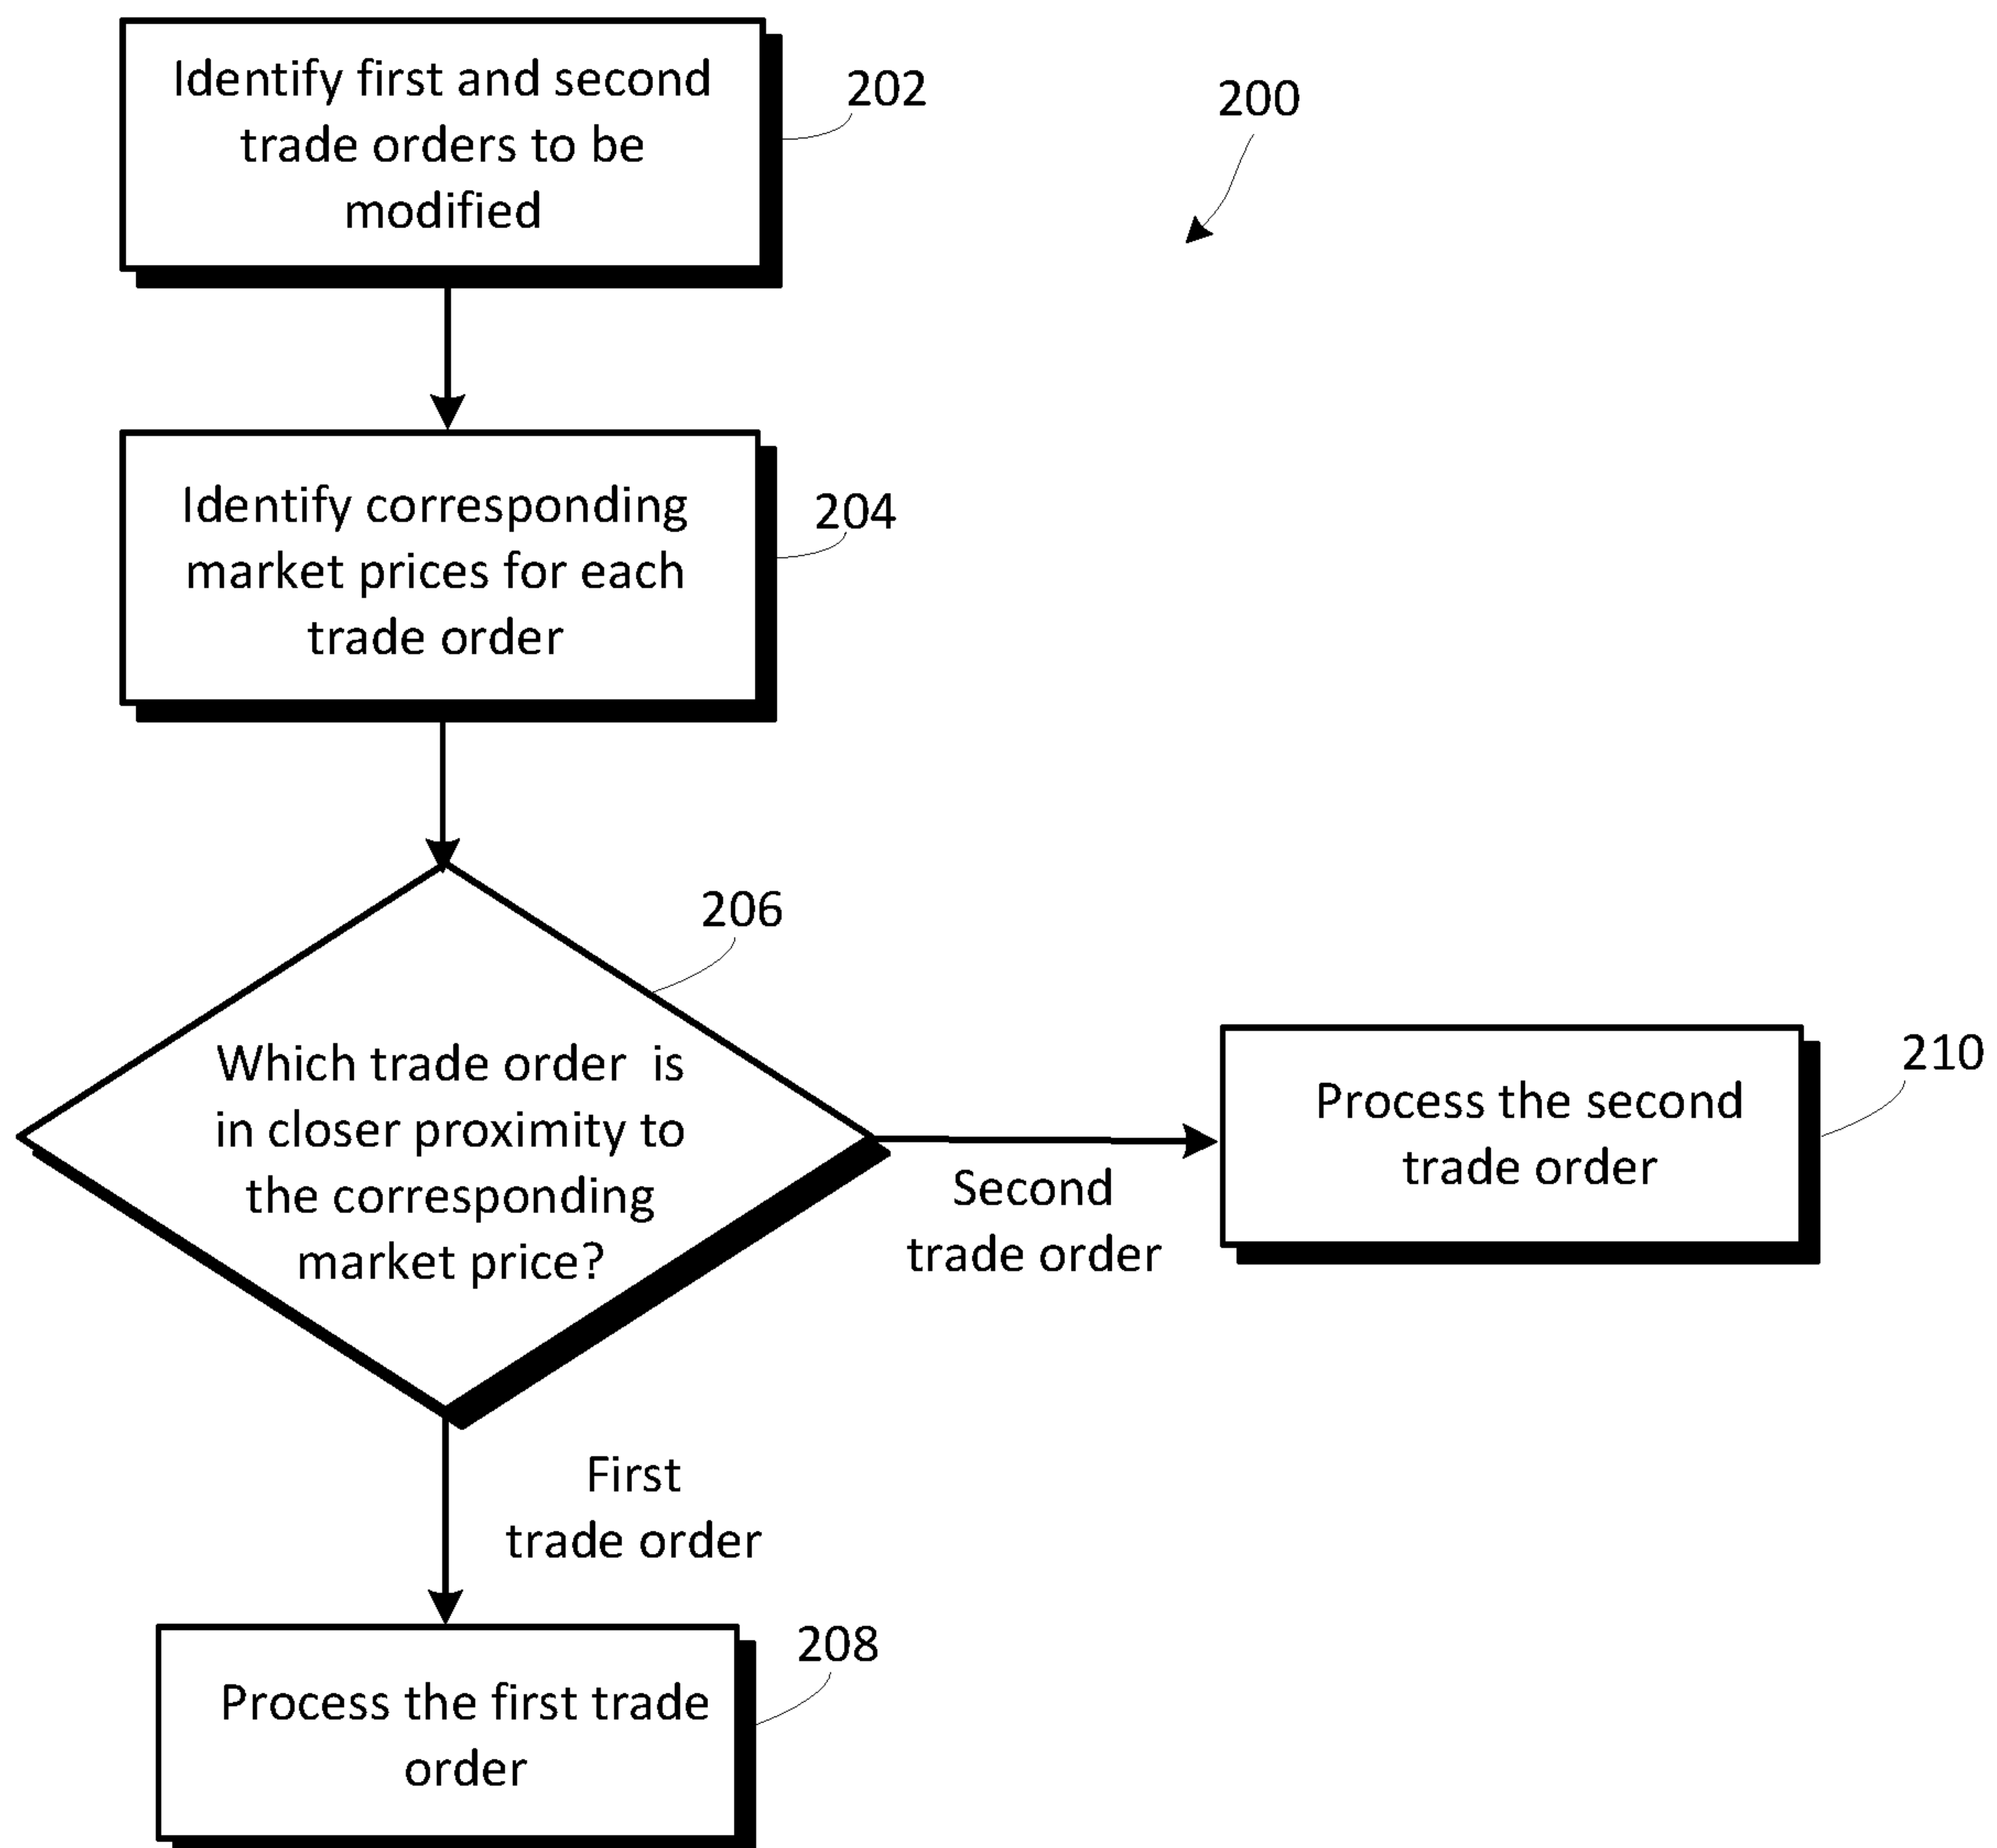 Identify first and second
trade orders to be
modified
202
200
Identify corresponding
market prices for each
trade order
204
206
Which trade order is
in closer proximity to
the corresponding
market price?
Second
trade order
Process the second
trade order
210
First
trade order
208
Process the first trade
order